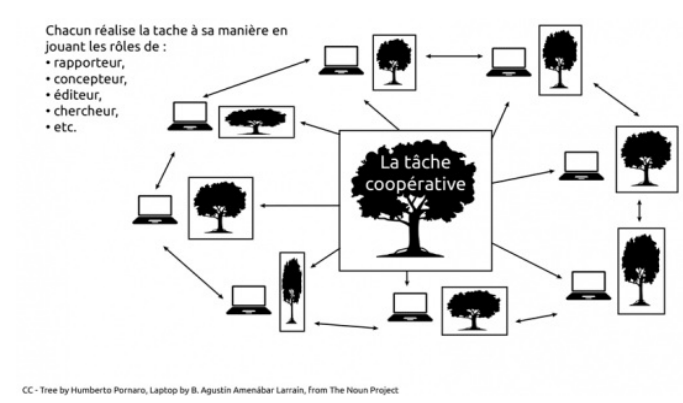 Chacun réalise la tache à sa manière en
jouant les rôles de :
• rapporteur,
• concepteur,
• éditeur,
• chercheur,
• etc.
La tâche
coopérative
CC - Tree by Humberto Pornaro, Laptop by B. Agustín Amenábar Larraín, from The Noun Project